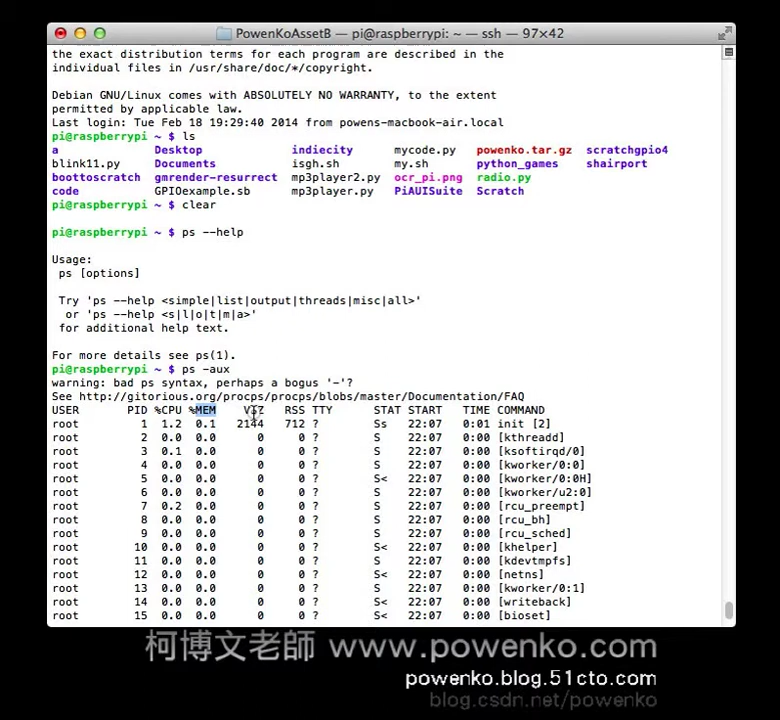 PowenKoAssetB — pi@raspberrypi: ~ — ssh — 97×42
the exact distribution terms for each program are described in the
individual files in /usr/share/doc/*/copyright.
Debian GNU/Linux comes with ABSOLUTELY NO WARRANTY, to the extent
permitted by applicable law.
Last login: Tue Feb 18 19:29:40 2014 from powens-macbook-air.local
pi@raspberrypi ~ $ ls
a Desktop indiecity mycode.py powenko.tar.gz scratchgpio4
blink11.py Documents isgh.sh my.sh python_games shairport
boottoscratch gmrender-resurrect mp3player2.py ocr_pi.png radio.py
code GPIOexample.sb mp3player.py PiAUISuite Scratch
pi@raspberrypi ~ $ clear
pi@raspberrypi ~ $ ps --help
Usage:
ps [options]
Try 'ps --help <simple|list|output|threads|misc|all>'
or 'ps --help <s|l|o|t|m|a>'
for additional help text.
For more details see ps(1).
pi@raspberrypi ~ $ ps -aux
warning: bad ps syntax, perhaps a bogus '-'?
See http://gitorious.org/procps/procps/blobs/master/Documentation/FAQ
USER PID %CPU %MEM VSZ RSS TTY STAT START TIME COMMAND
root 1 1.2 0.1 2144 712 ? Ss 22:07 0:01 init [2]
root 2 0.0 0.0 0 0 ? S 22:07 0:00 [kthreadd]
root 3 0.1 0.0 0 0 ? S 22:07 0:00 [ksoftirqd/0]
root 4 0.0 0.0 0 0 ? S 22:07 0:00 [kworker/0:0]
root 5 0.0 0.0 0 0 ? S< 22:07 0:00 [kworker/0:0H]
root 6 0.0 0.0 0 0 ? S 22:07 0:00 [kworker/u2:0]
root 7 0.2 0.0 0 0 ? S 22:07 0:00 [rcu_preempt]
root 8 0.0 0.0 0 0 ? S 22:07 0:00 [rcu_bh]
root 9 0.0 0.0 0 0 ? S 22:07 0:00 [rcu_sched]
root 10 0.0 0.0 0 0 ? S< 22:07 0:00 [khelper]
root 11 0.0 0.0 0 0 ? S 22:07 0:00 [kdevtmpfs]
root 12 0.0 0.0 0 0 ? S< 22:07 0:00 [netns]
root 13 0.0 0.0 0 0 ? S 22:07 0:00 [kworker/0:1]
root 14 0.0 0.0 0 0 ? S< 22:07 0:00 [writeback]
root 15 0.0 0.0 0 0 ? S< 22:07 0:00 [bioset]
柯博文老師 www.powenko.com
powenko.blog.51cto.com
blog.csdn.net/powenko